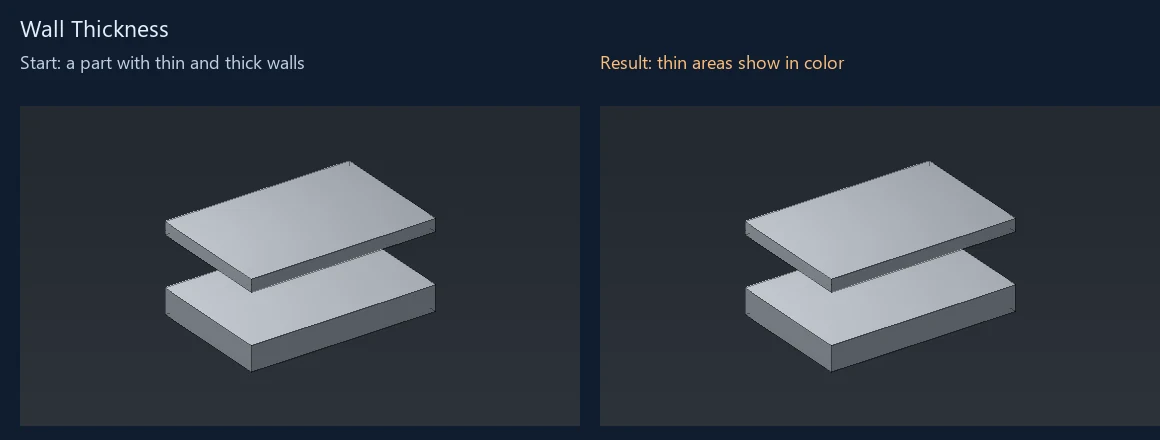 Wall Thickness
Start: a part with thin and thick walls
Result: thin areas show in color